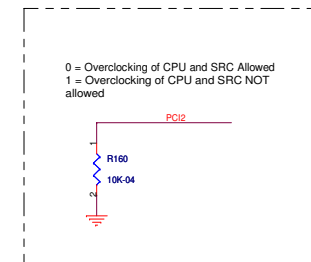 0 = Overclocking of CPU and SRC Allowed
1 = Overclocking of CPU and SRC NOT
allowed
PCI2
1
R160
10K-04
2